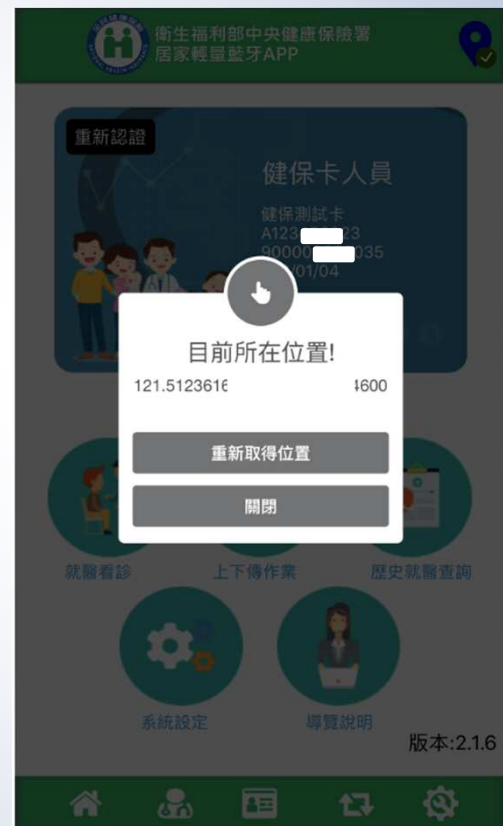 衛生福利部中央健康保險署
居家輕量藍牙APP
重新認證
健保卡人員
健保測試卡
A123 23
90000 035
/01/04
目前所在位置!
121.5123616 4600
重新取得位置
關閉
就醫看診
上下傳作業
歷史就醫查詢
系統設定
導覽說明
版本:2.1.6